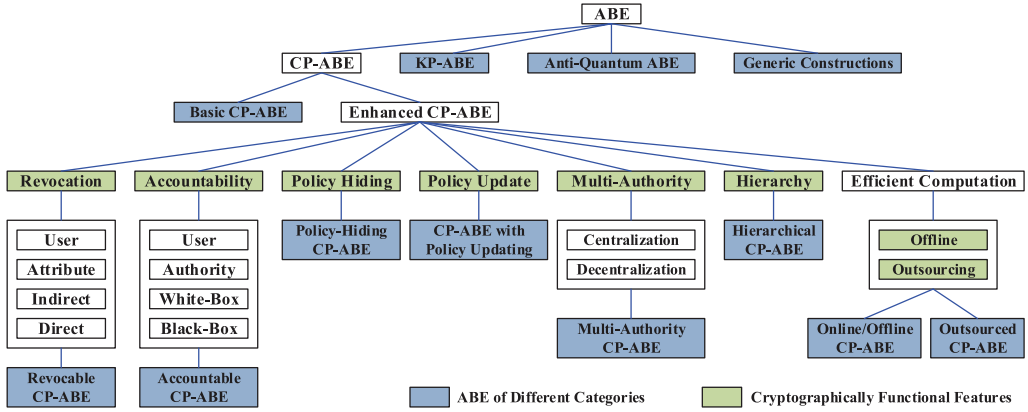 ABE
CP-ABE
KP-ABE
Anti-Quantum ABE
Generic Constructions
Basic CP-ABE
Enhanced CP-ABE
Revocation
Accountability
Policy Hiding
Policy Update
Multi-Authority
Hierarchy
Efficient Computation
User
Attribute
Indirect
Direct
User
Authority
White-Box
Black-Box
Policy-Hiding
CP-ABE
CP-ABE with
Policy Updating
Centralization
Decentralization
Hierarchical
CP-ABE
Offline
Outsourcing
Multi-Authority
CP-ABE
Online/Offline
CP-ABE
Outsourced
CP-ABE
Revocable
CP-ABE
Accountable
CP-ABE
ABE of Different Categories
Cryptographically Functional Features